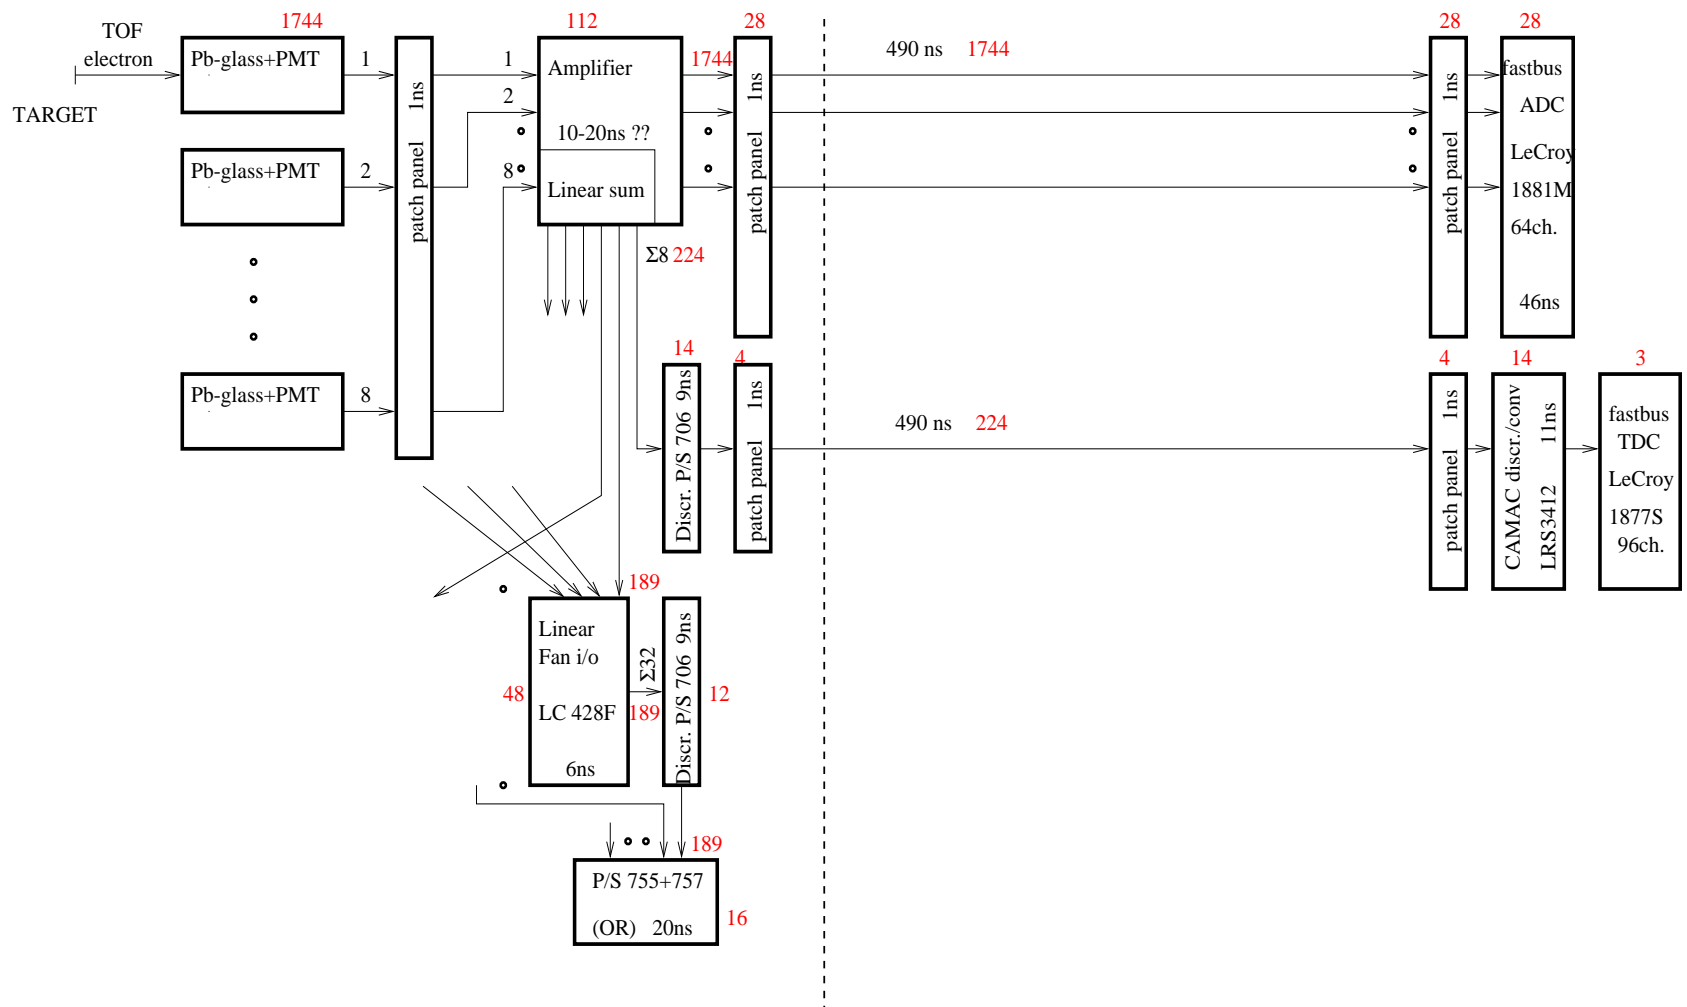 1744
112
28
28
28
TOF
electron
TARGET
Pb-glass+PMT
1
1
Amplifier
1744
490 ns 1744
fastbus
ADC
2
10-20ns ??
Pb-glass+PMT
2
8
Linear sum
LeCroy
1881M
64ch.
46ns
patch panel 1ns
patch panel 1ns
patch panel 1ns
Σ8 224
14
4
4
14
3
Pb-glass+PMT
8
Discr. P/S 706 9ns
patch panel 1ns
490 ns 224
patch panel 1ns
CAMAC discr./conv
LRS3412 11ns
fastbus
TDC
LeCroy
1877S
96ch.
189
Linear
Fan i/o
48
LC 428F
6ns
Σ32
189
Discr. P/S 706 9ns
12
189
P/S 755+757
(OR) 20ns
16